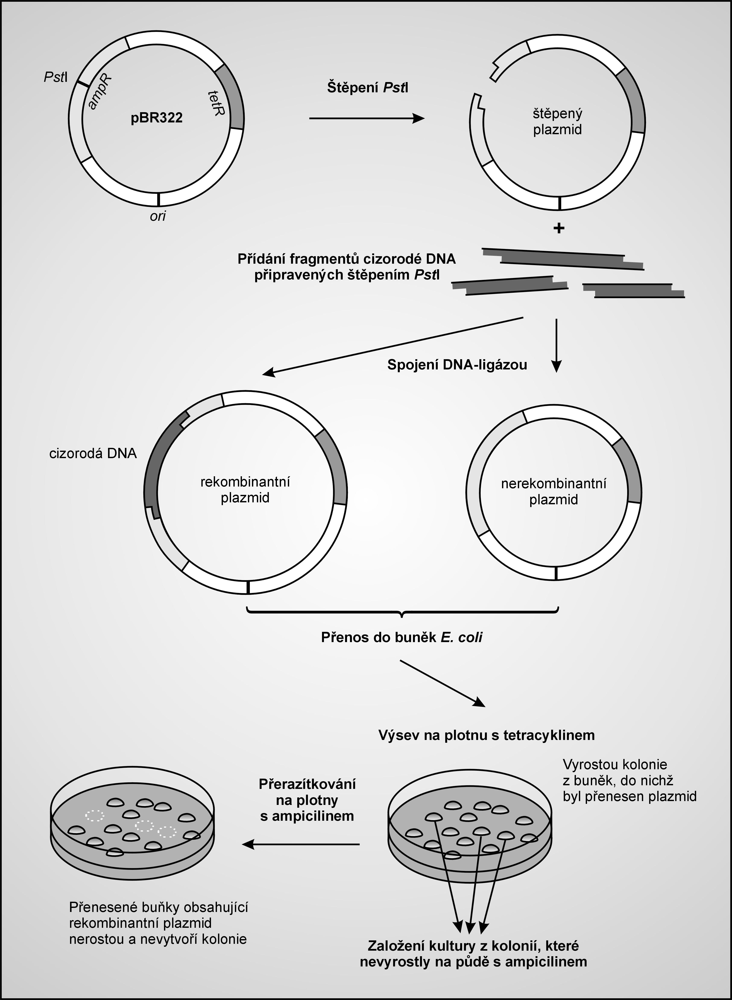 PstI
ampR
pBR322
tetR
ori
Štěpení PstI
štěpený
plazmid
+
Přídání fragmentů cizorodé DNA
připravených štěpením PstI
Spojení DNA-ligázou
cizorodá DNA
rekombinantní
plazmid
nerekombinantní
plazmid
Přenos do buněk E. coli
Výsev na plotnu s tetracyklinem
Vyrostou kolonie
z buněk, do nichž
byl přenesen plazmid
Přerazítkování
na plotny
s ampicilinem
Přenesené buňky obsahující
rekombinantní plazmid
nerostou a nevytvoří kolonie
Založení kultury z kolonií, které
nevyrostly na půdě s ampicilinem